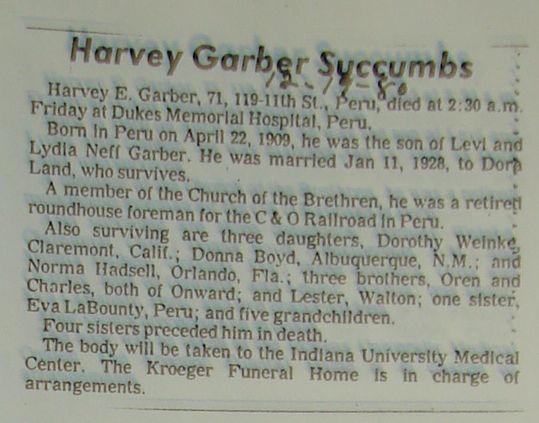 Harvey Garber Succumbs
12-19-80
Harvey E. Garber, 71, 119-11th St., Peru, died at 2:30 a.m.
Friday at Dukes Memorial Hospital, Peru.
Born in Peru on April 22, 1909, he was the son of Levi and
Lydia Neff Garber. He was married Jan 11, 1928, to Dora
Land, who survives.
A member of the Church of the Brethren, he was a retired
roundhouse foreman for the C & O Railroad in Peru.
Also surviving are three daughters, Dorothy Weinke,
Claremont, Calif.; Donna Boyd, Albuquerque, N.M.; and
Norma Hadsell, Orlando, Fla.; three brothers, Oren and
Charles, both of Onward; and Lester, Walton; one sister,
Eva LaBounty, Peru; and five grandchildren.
Four sisters preceded him in death.
The body will be taken to the Indiana University Medical
Center. The Kroeger Funeral Home is in charge of
arrangements.